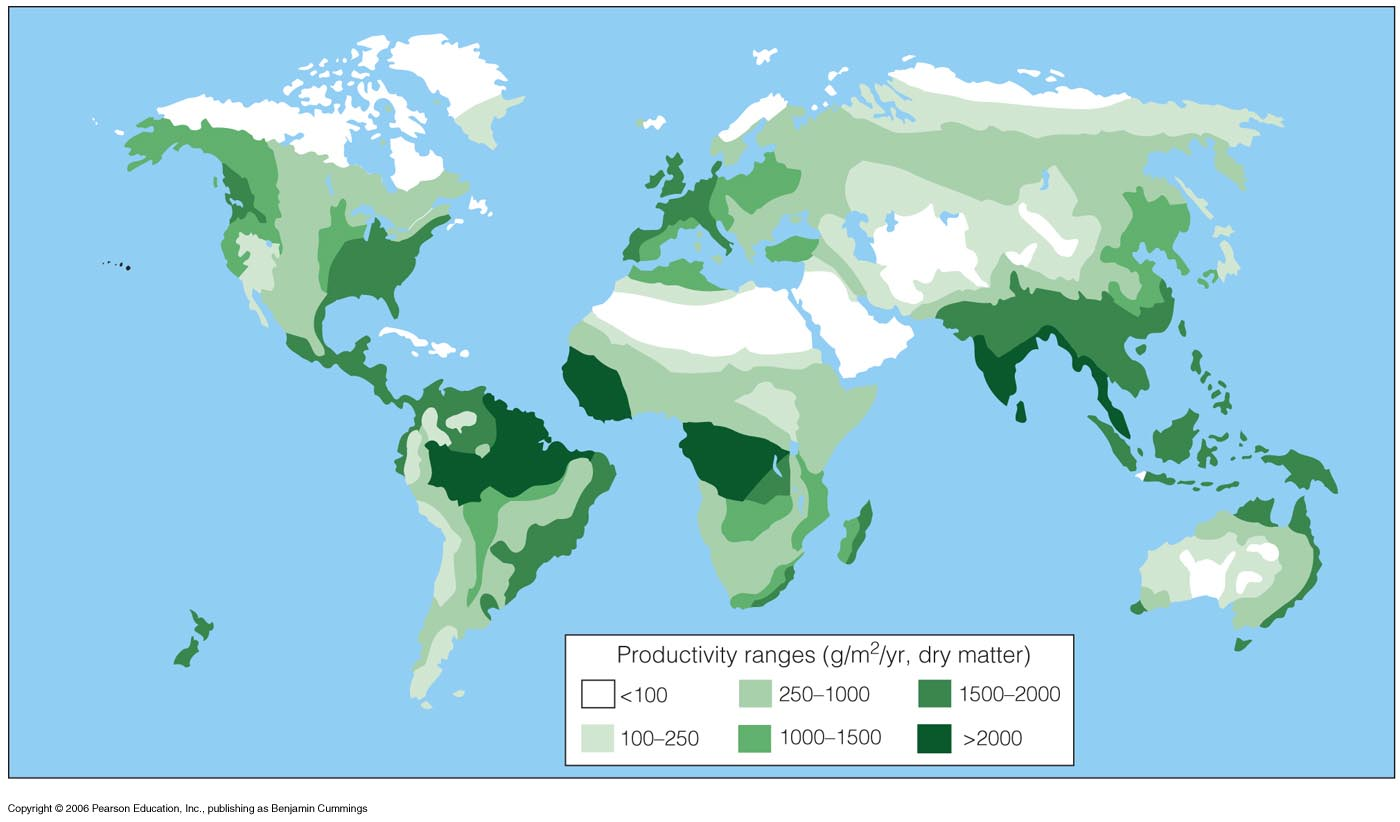 Productivity ranges (g/m²/yr, dry matter)
<100 250–1000 1500–2000
100–250 1000–1500 >2000
Copyright © 2006 Pearson Education, Inc., publishing as Benjamin Cummings